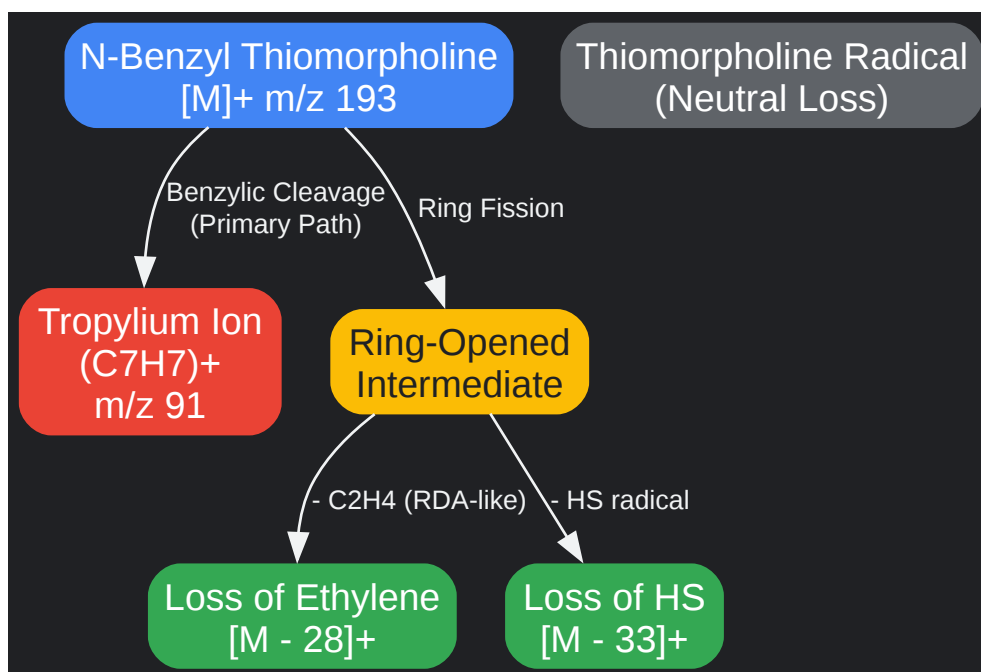 N-Benzyl Thiomorpholine
[M]+ m/z 193
Thiomorpholine Radical
(Neutral Loss)
Benzylic Cleavage
(Primary Path)
Ring Fission
Tropylium Ion
(C7H7)+
m/z 91
Ring-Opened
Intermediate
- C2H4 (RDA-like)
- HS radical
Loss of Ethylene
[M - 28]+
Loss of HS
[M - 33]+